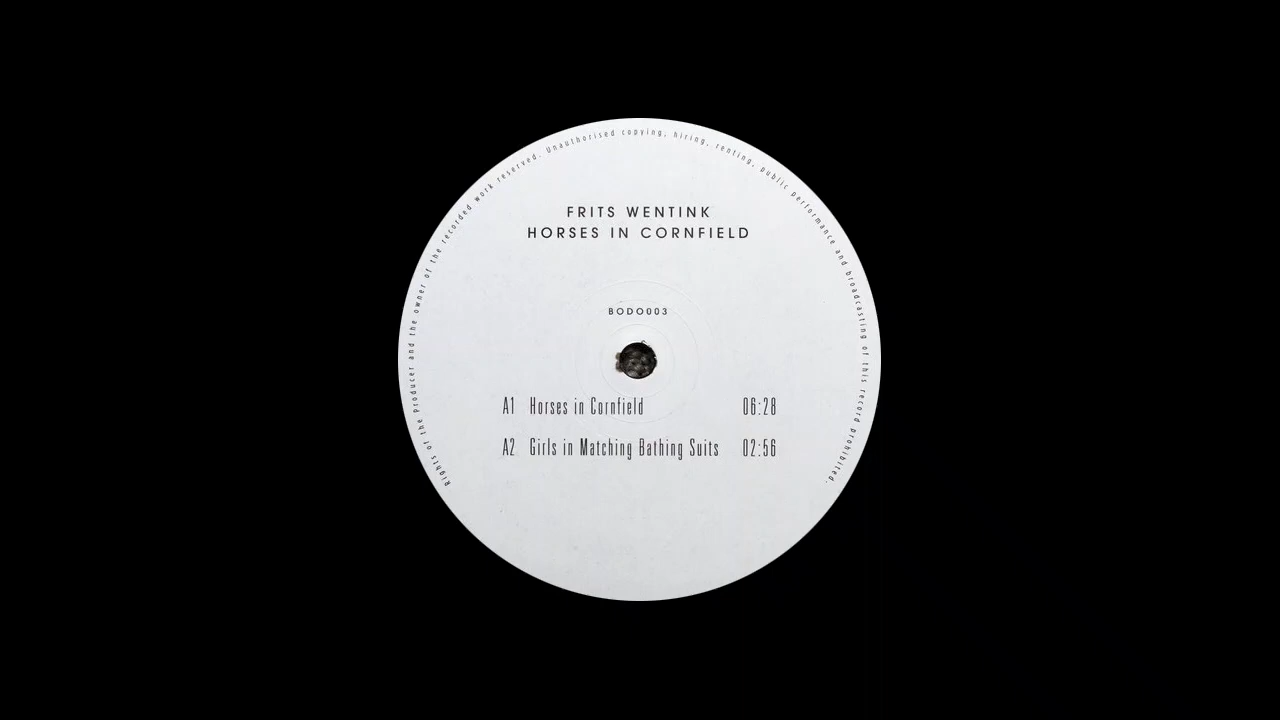 Rights of the Producer and the owner of the recorded work reserved. Unauthorised copying, hiring, renting, public performance and broadcasting of this record prohibited.
FRITS WENTINK
HORSES IN CORNFIELD
BODO003
A1 Horses in Cornfield 06:28
A2 Girls in Matching Bathing Suits 02:56